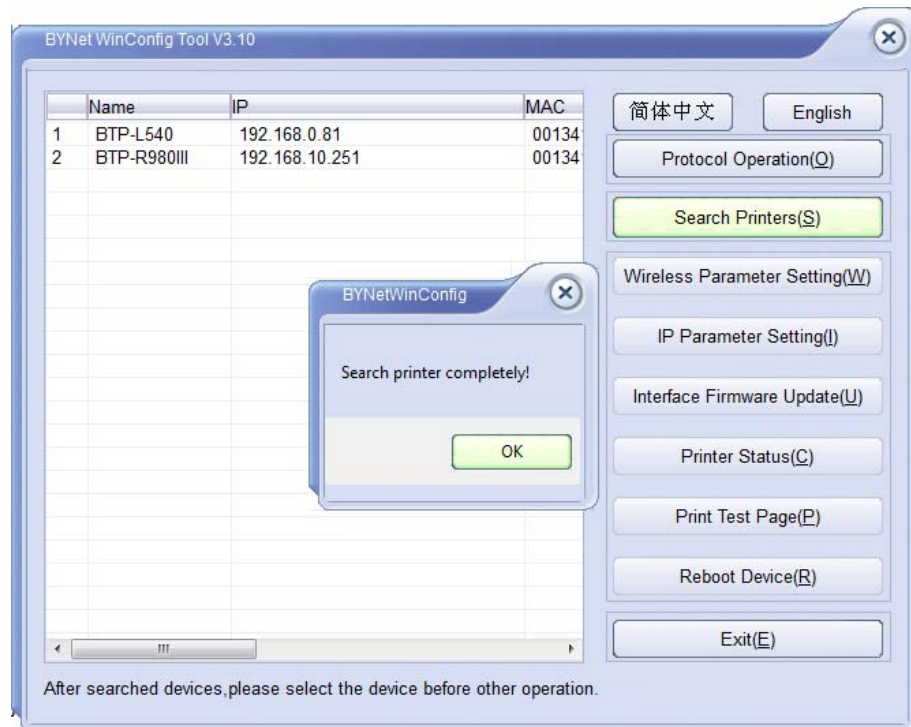 BYNet WinConfig Tool V3.10
Name IP MAC
1 BTP-L540 192.168.0.81 00134
2 BTP-R980III 192.168.10.251 00134
简体中文 English
Protocol Operation(O)
Search Printers(S)
Wireless Parameter Setting(W)
IP Parameter Setting(I)
Interface Firmware Update(U)
Printer Status(C)
Print Test Page(P)
Reboot Device(R)
Exit(E)
BYNetWinConfig
Search printer completely!
OK
After searched devices,please select the device before other operation.